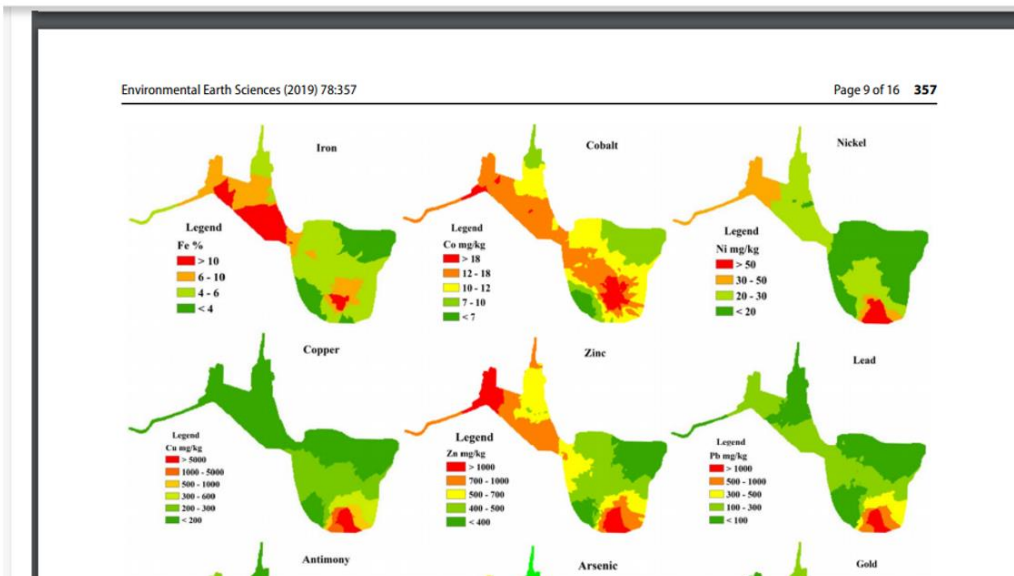 Environmental Earth Sciences (2019) 78:357
Page 9 of 16 357
Iron
Legend
Fe %
> 10
6 - 10
4 - 6
< 4
Cobalt
Legend
Co mg/kg
> 18
12 - 18
10 - 12
7 - 10
< 7
Nickel
Legend
Ni mg/kg
> 50
30 - 50
20 - 30
< 20
Copper
Legend
Cu mg/kg
> 5000
1000 - 5000
500 - 1000
300 - 600
200 - 300
< 200
Zinc
Legend
Zn mg/kg
> 1000
700 - 1000
500 - 700
400 - 500
< 400
Lead
Legend
Pb mg/kg
> 1000
500 - 1000
300 - 500
100 - 300
< 100
Antimony
Arsenic
Gold